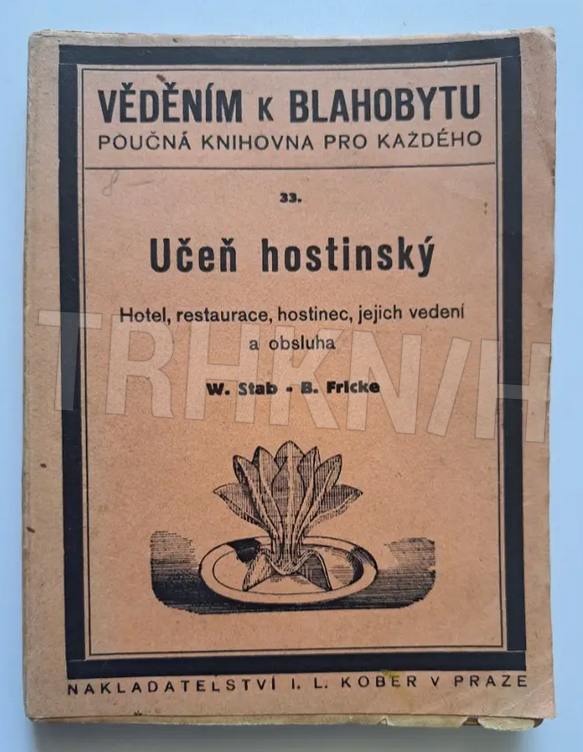 VĚDĚNÍM K BLAHOBYTU
POUČNÁ KNIHOVNA PRO KAŽDÉHO
8 –
33.
Učeň hostinský
Hotel, restaurace, hostinec, jejich vedení
a obsluha
TRHKNIH
W. Stab - B. Fricke
NAKLADATELSTVÍ I. L. KOBER V PRAZE